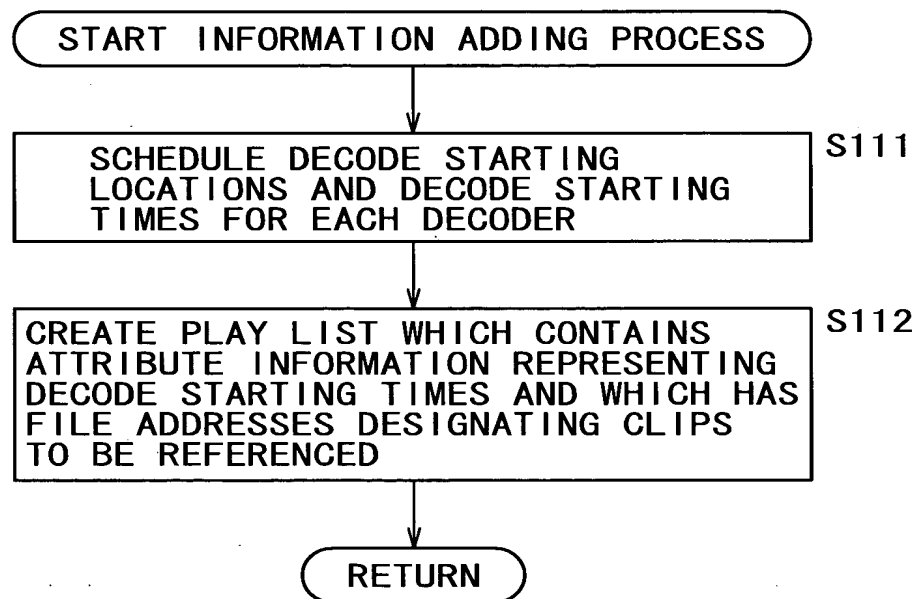 START INFORMATION ADDING PROCESS
SCHEDULE DECODE STARTING
LOCATIONS AND DECODE STARTING
TIMES FOR EACH DECODER
S111
CREATE PLAY LIST WHICH CONTAINS
ATTRIBUTE INFORMATION REPRESENTING
DECODE STARTING TIMES AND WHICH HAS
FILE ADDRESSES DESIGNATING CLIPS
TO BE REFERENCED
S112
RETURN